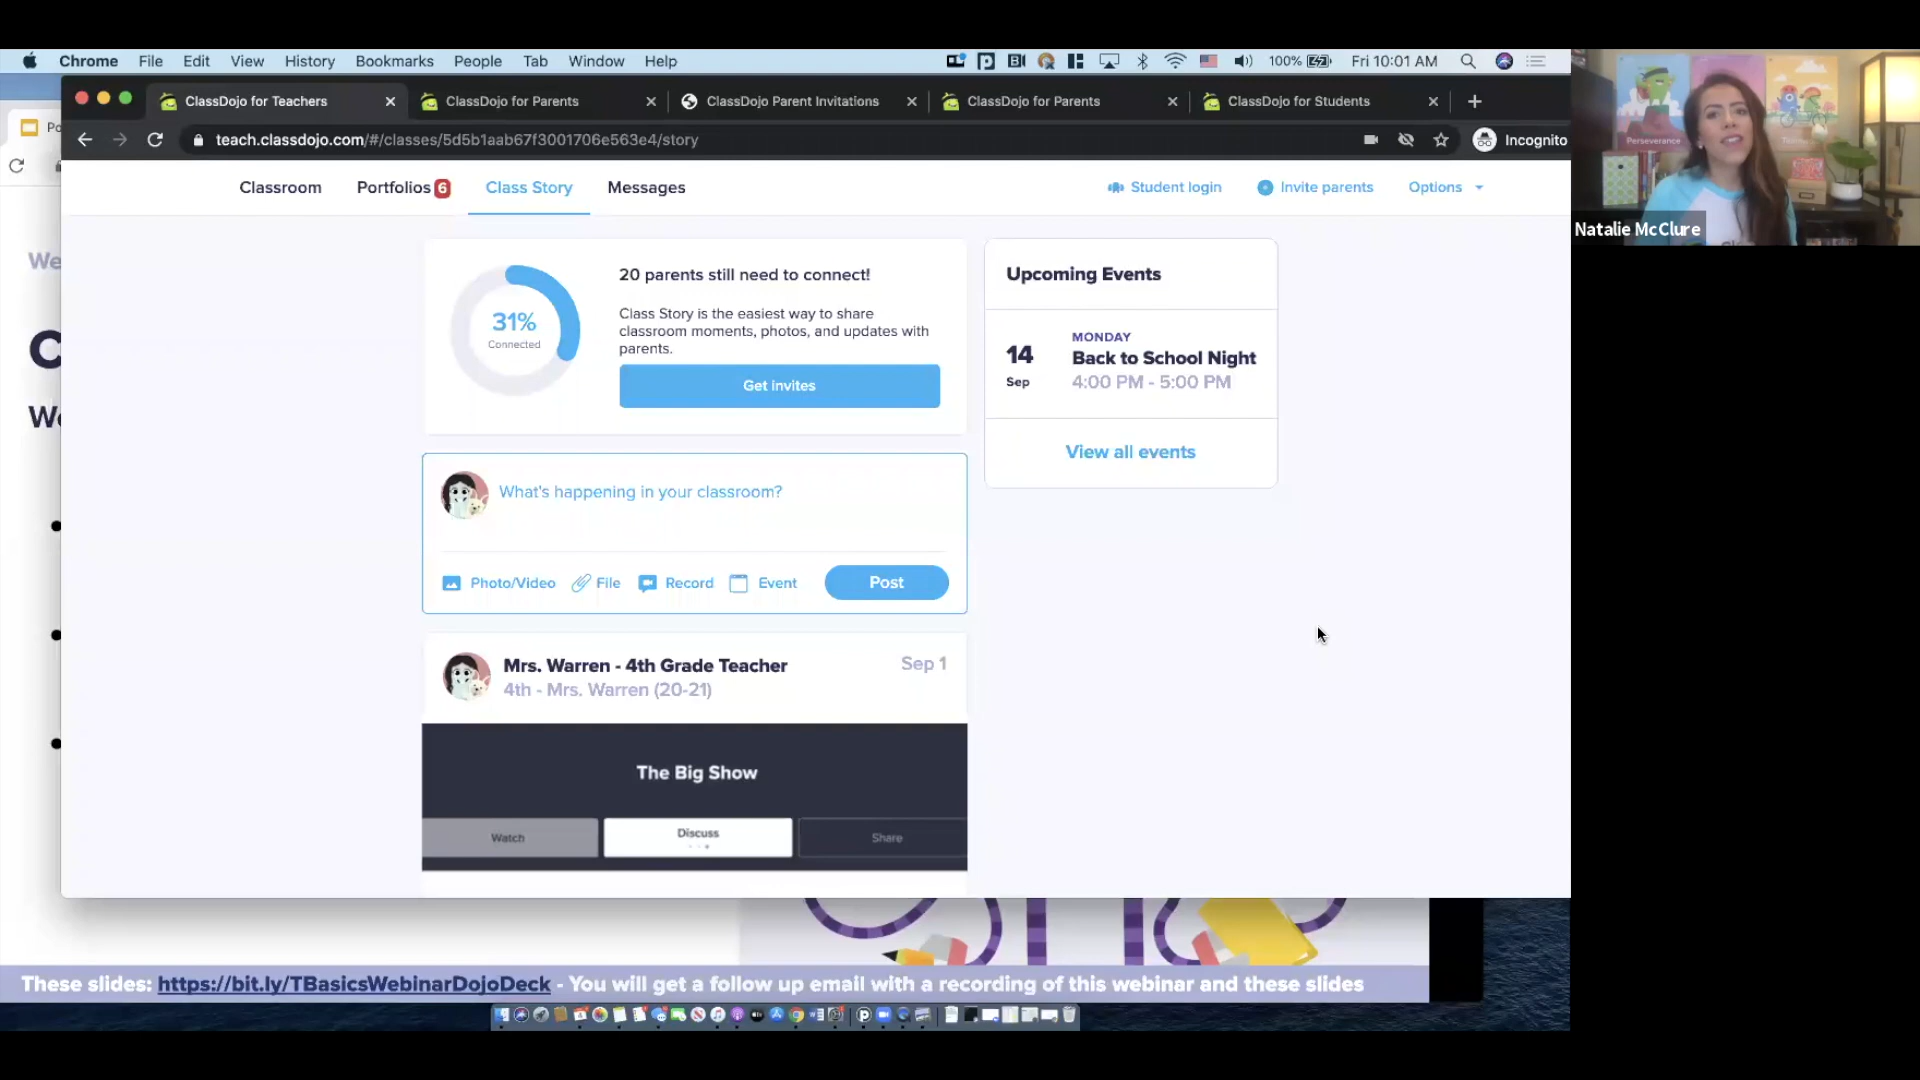 Chrome File Edit View History Bookmarks People Tab Window Help 100% Fri 10:01 AM
ClassDojo for Teachers ClassDojo for Parents ClassDojo Parent Invitations ClassDojo for Parents ClassDojo for Students
teach.classdojo.com/#/classes/5d5b1aab67f3001706e563e4/story Incognito
Perseverance
Natalie McClure
Classroom Portfolios 6 Class Story Messages Student login Invite parents Options
31%
Connected
20 parents still need to connect!
Class Story is the easiest way to share
classroom moments, photos, and updates with
parents.
Get invites
Upcoming Events
14
Sep
MONDAY
Back to School Night
4:00 PM - 5:00 PM
View all events
What's happening in your classroom?
Photo/Video File Record Event Post
Mrs. Warren - 4th Grade Teacher Sep 1
4th - Mrs. Warren (20-21)
The Big Show
Watch Discuss Share
These slides: https://bit.ly/TBasicsWebinarDojoDeck - You will get a follow up email with a recording of this webinar and these slides